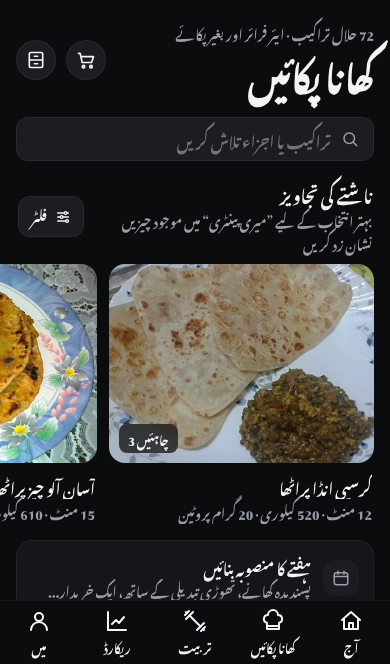 72 حلال تراکیب · ایئر فرائر اور بغیر پکائے
کھانا پکائیں
تراکیب یا اجزاء تلاش کریں
ناشتے کی تجاویز
بہتر انتخاب کے لیے ”میری پینٹری“ میں موجود چیزیں
نشان زد کریں
فلٹر
3 چاہئیں
کرسپی انڈا پراٹھا
12 منٹ · 520 کیلوری · 20 گرام پروٹین
آسان آلو چیز پراٹھا
15 منٹ · 610 کیلو
ہفتے کا منصوبہ بنائیں
پسندیدہ کھانے، تھوڑی تبدیلی کے ساتھ، ایک خریدار...
آج
کھانا پکائیں
تربیت
ریکارڈ
میں